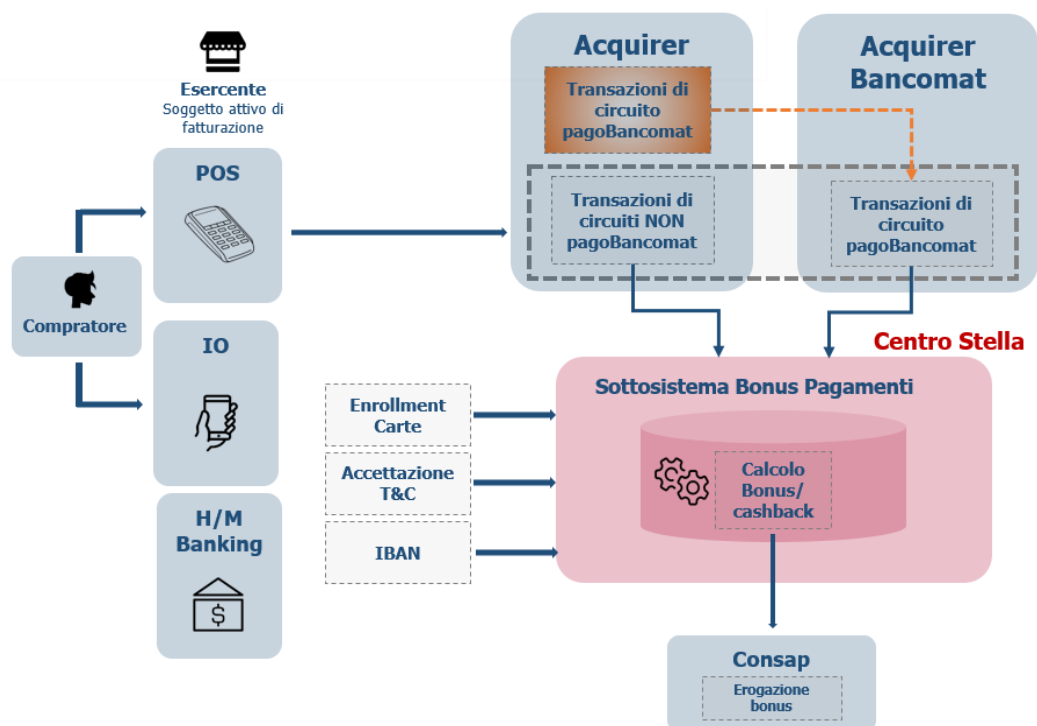 Esercente
Soggetto attivo di
fatturazione
POS
Compratore
IO
H/M
Banking
Acquirer
Transazioni di
circuito
pagoBancomat
Transazioni di
circuiti NON
pagoBancomat
Acquirer
Bancomat
Transazioni di
circuito
pagoBancomat
Centro Stella
Sottosistema Bonus Pagamenti
Enrollment
Carte
Accettazione
T&C
IBAN
Calcolo
Bonus/
cashback
Consap
Erogazione
bonus
$